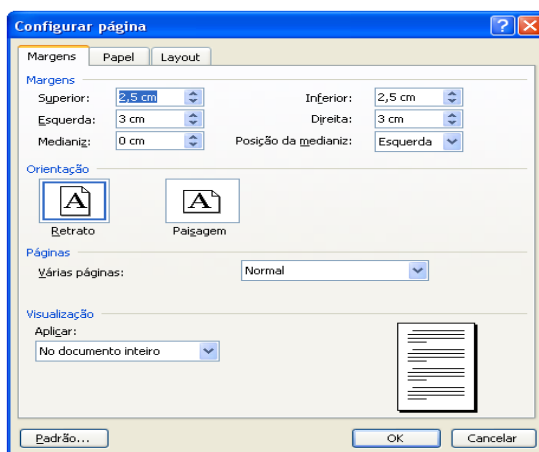 Configurar página
Margens Papel Layout
Margens
Superior: 2,5 cm Inferior: 2,5 cm
Esquerda: 3 cm Direita: 3 cm
Medianiz: 0 cm Posição da medianiz: Esquerda
Orientação
A A
Retrato Paisagem
Páginas
Várias páginas: Normal
Visualização
Aplicar:
No documento inteiro
Padrão... OK Cancelar